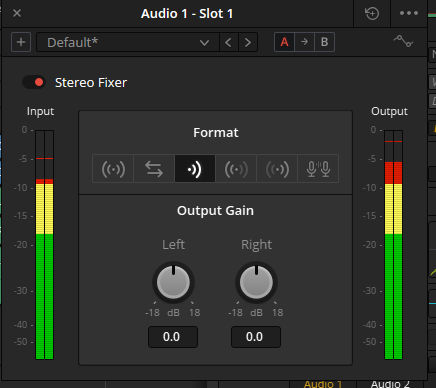 Audio 1 - Slot 1
Default*
A
B
Stereo Fixer
Input
Output
Format
0
-5
-10
-15
-20
-30
-40
-50
0
-5
-10
-15
-20
-30
-40
-50
Output Gain
Left
Right
-18 dB 18
-18 dB 18
0.0
0.0
Audio 1
Audio 2